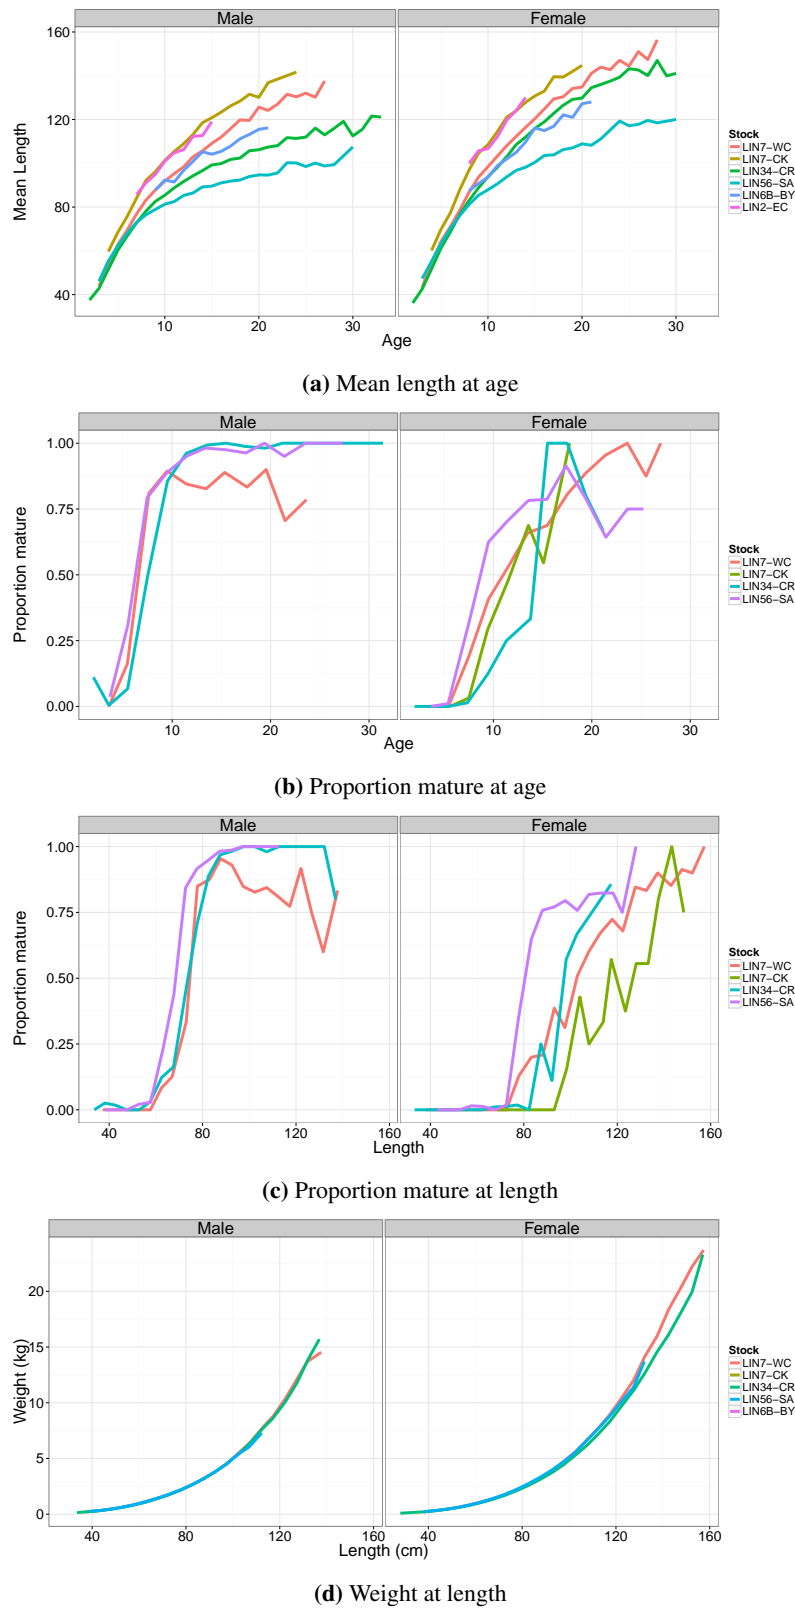 Male Female
160
120
80
40
Mean Length
10 20 30 10 20 30
Age
Stock
LIN7−WC
LIN7−CK
LIN34−CR
LIN56−SA
LIN6B−BY
LIN2−EC
(a) Mean length at age
Male Female
1.00
0.75
0.50
0.25
0.00
Proportion mature
10 20 30 10 20 30
Age
Stock
LIN7−WC
LIN7−CK
LIN34−CR
LIN56−SA
(b) Proportion mature at age
Male Female
1.00
0.75
0.50
0.25
0.00
Proportion mature
40 80 120 160 40 80 120 160
Length
Stock
LIN7−WC
LIN7−CK
LIN34−CR
LIN56−SA
(c) Proportion mature at length
Male Female
20
15
10
5
0
Weight (kg)
40 80 120 160 40 80 120 160
Length (cm)
Stock
LIN7−WC
LIN7−CK
LIN34−CR
LIN56−SA
LIN6B−BY
(d) Weight at length